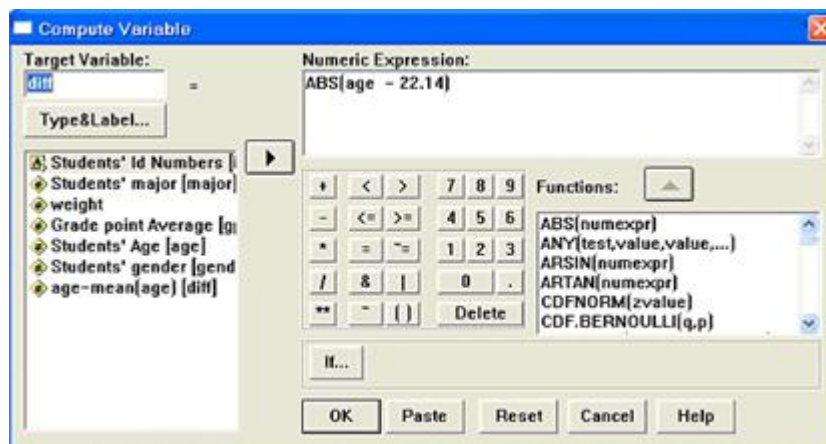 Compute Variable
Target Variable:
diff
=
Type&Label...
Students' Id Numbers [i
Students' major [major]
weight
Grade point Average [g
Students' Age [age]
Students' gender [gend
age-mean(age) [diff]
Numeric Expression:
ABS(age - 22.14)
+ < > 7 8 9
- <= >= 4 5 6
* = ~= 1 2 3
/ & | 0 .
** ~ ( ) Delete
Functions:
ABS(numexpr)
ANY(test,value,value,...)
ARSIN(numexpr)
ARTAN(numexpr)
CDFNORM(zvalue)
CDF.BERNOULLI(q,p)
If...
OK Paste Reset Cancel Help